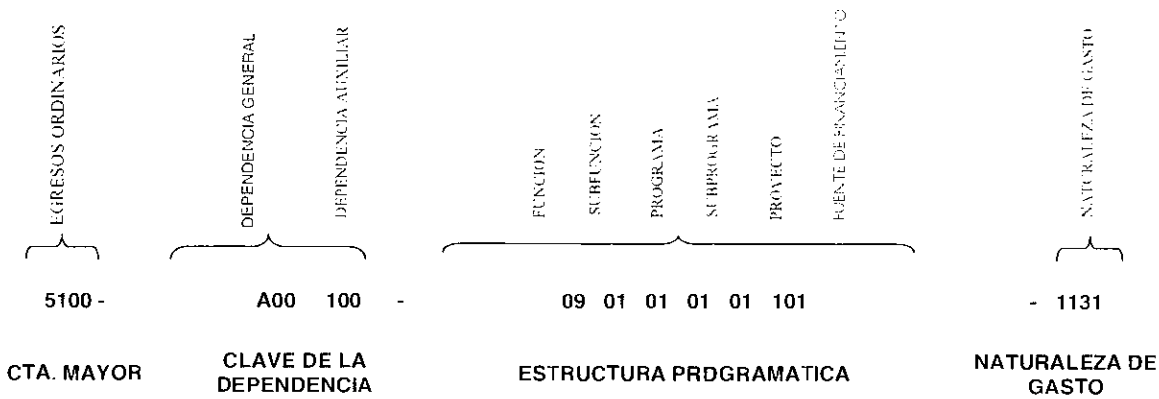 EGRESOS ORDINARIOS
DEPENDENCIA GENERAL
DEPENDENCIA AUXILIAR
FUNCION
SUBFUNCION
PROGRAMA
SUBPROGRAMA
PROYECTO
FUENTE DE FINANCIAMIENTO
NATURALEZA DE GASTO
5100 - A00 100 - 09 01 01 01 01 101 - 1131
CTA. MAYOR
CLAVE DE LA
DEPENDENCIA
ESTRUCTURA PRDGRAMATICA
NATURALEZA DE
GASTO